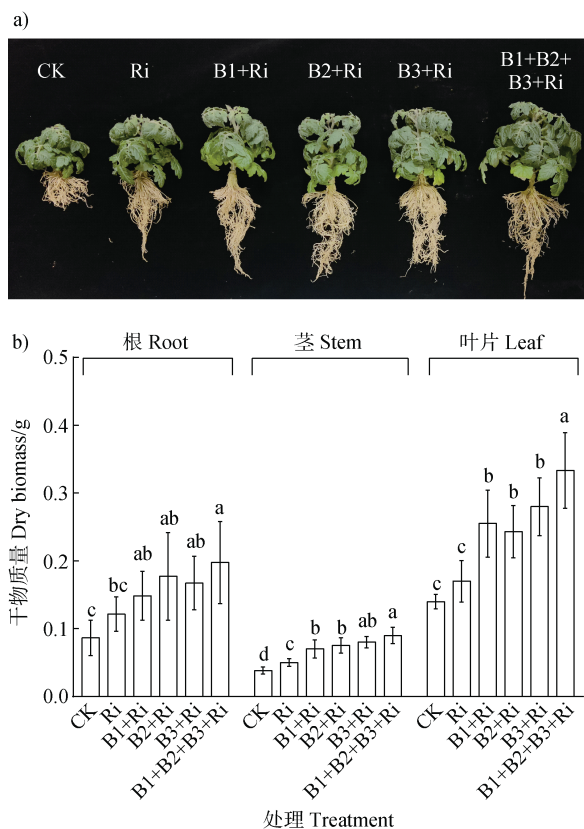 a)
CK
Ri
B1+Ri
B2+Ri
B3+Ri
B1+B2+
B3+Ri
b)
根 Root
茎 Stem
叶片 Leaf
干物质量 Dry biomass/g
0.5
0.4
0.3
0.2
0.1
0.0
c
bc
ab
ab
ab
a
d
c
b
b
ab
a
c
c
b
b
b
a
CK
Ri
B1+Ri
B2+Ri
B3+Ri
B1+B2+B3+Ri
CK
Ri
B1+Ri
B2+Ri
B3+Ri
B1+B2+B3+Ri
CK
Ri
B1+Ri
B2+Ri
B3+Ri
B1+B2+B3+Ri
处理 Treatment